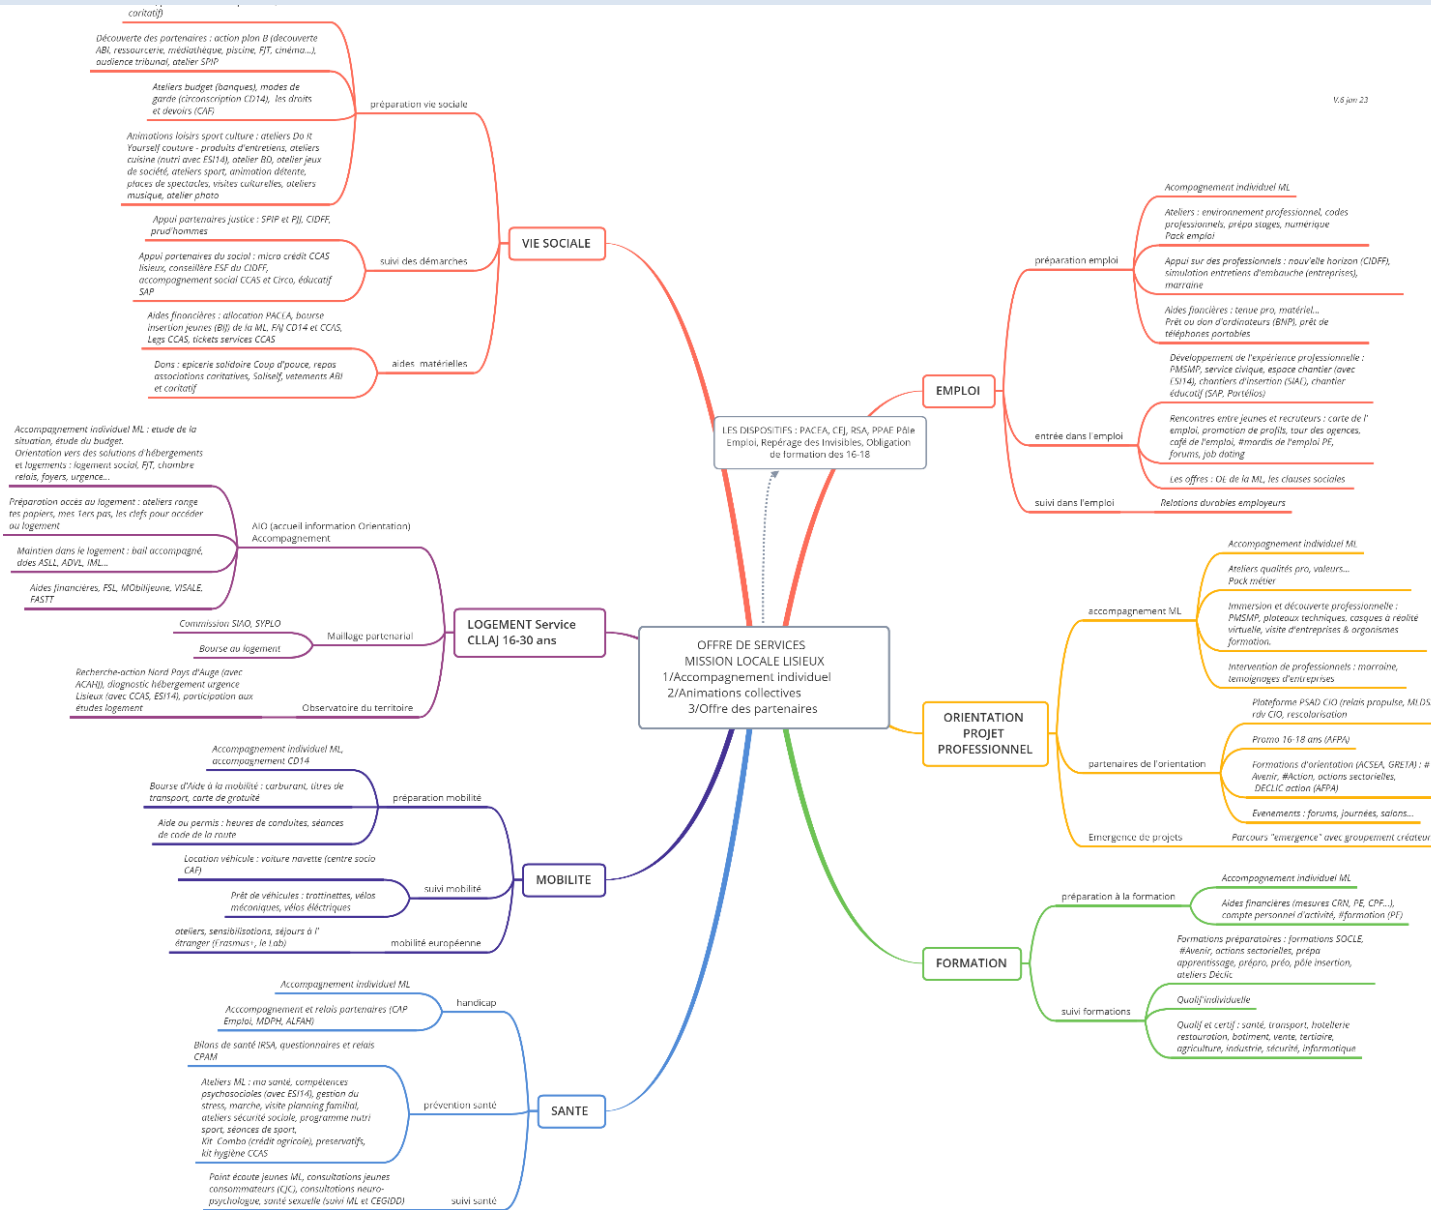 caritatif)
Découverte des partenaires : action plan B (decouverte
ABI, ressourcerie, médiathèque, piscine, FJT, cinéma...),
audience tribunal, atelier SPIP
Ateliers budget (banques), modes de
garde (circonscription CD14), les droits
et devoirs (CAF)
Animations loisirs sport culture : ateliers Do it
Yourself couture - produits d'entretiens, ateliers
cuisine (nutri avec ESI14), atelier BD, atelier jeux
de société, ateliers sport, animation détente,
places de spectacles, visites culturelles, ateliers
musique, atelier photo
préparation vie sociale
Appui partenaires justice : SPIP et PJJ, CIDFF,
prud'hommes
Appui partenaires du social : micro crédit CCAS
lisieux, conseillère ESF du CIDFF,
accompagnement social CCAS et Circo, éducatif
SAP
suivi des démarches
Aides financières : allocation PACEA, bourse
insertion jeunes (BIJ) de la ML, FAJ CD14 et CCAS,
Legs CCAS, tickets services CCAS
Dons : epicerie solidaire Coup d'pouce, repas
associations caritatives, Soliself, vetements ABI
et caritatif
aides matérielles
VIE SOCIALE
Accompagnement individuel ML : etude de la
situation, étude du budget.
Orientation vers des solutions d'hébergements
et logements : logement social, FJT, chambre
relais, foyers, urgence...
Préparation accès au logement : ateliers range
tes papiers, mes 1ers pas, les clefs pour accéder
au logement
Maintien dans le logement : bail accompagné,
ddes ASLL, ADVL, IML...
Aides financières, FSL, MObilijeune, VISALE,
FASTT
AIO (accueil information Orientation)
Accompagnement
Commission SIAO, SYPLO
Bourse au logement
Maillage partenarial
Recherche-action Nord Pays d'Auge (avec
ACAHJ), diagnostic hébergement urgence
Lisieux (avec CCAS, ESI14), participation aux
études logement
Observatoire du territoire
LOGEMENT Service
CLLAJ 16-30 ans
Accompagnement individuel ML,
accompagnement CD14
Bourse d'Aide à la mobilité : carburant, titres de
transport, carte de gratuité
Aide au permis : heures de conduites, séances
de code de la route
préparation mobilité
Location véhicule : voiture navette (centre socio
CAF)
Prêt de véhicules : trottinettes, vélos
mécaniques, vélos éléctriques
suivi mobilité
ateliers, sensibilisations, séjours à l'
étranger (Erasmus+, le Lab)
mobilité européenne
MOBILITE
Accompagnement individuel ML
Acccompagnement et relais partenaires (CAP
Emploi, MDPH, ALFAH)
handicap
Bilans de santé IRSA, questionnaires et relais
CPAM
Ateliers ML : ma santé, compétences
psychosociales (avec ESI14), gestion du
stress, marche, visite planning familial,
ateliers sécurité sociale, programme nutri
sport, séances de sport,
Kit Combo (crédit agricole), preservatifs,
kit hygiène CCAS
prévention santé
Point écoute jeunes ML, consultations jeunes
consommateurs (CJC), consultations neuro-
psychologue, santé sexuelle (suivi ML et CEGIDD)
suivi santé
SANTE
LES DISPOSITIFS : PACEA, CEJ, RSA, PPAE Pôle
Emploi, Repérage des Invisibles, Obligation
de formation des 16-18
OFFRE DE SERVICES
MISSION LOCALE LISIEUX
1/Accompagnement individuel
2/Animations collectives
3/Offre des partenaires
V.6 jan 23
EMPLOI
préparation emploi
Acompagnement individuel ML
Ateliers : environnement professionnel, codes
professionnels, prépa stages, numérique
Pack emploi
Appui sur des professionnels : nouv'elle horizon (CIDFF),
simulation entretiens d'embauche (entreprises),
marraine
Aides fiancières : tenue pro, matériel...
Prêt ou don d'ordinateurs (BNP), prêt de
téléphones portables
entrée dans l'emploi
Développement de l'expérience professionnelle :
PMSMP, service civique, espace chantier (avec
ESI14), chantiers d'insertion (SIAE), chantier
éducatif (SAP, Partélios)
Rencontres entre jeunes et recruteurs : carte de l'
emploi, promotion de profils, tour des agences,
café de l'emploi, #mardis de l'emploi PE,
forums, job dating
Les offres : OE de la ML, les clauses sociales
suivi dans l'emploi
Relations durables employeurs
ORIENTATION
PROJET
PROFESSIONNEL
accompagnement ML
Accompagnement individuel ML
Ateliers qualités pro, valeurs...
Pack métier
Immersion et découverte professionnelle :
PMSMP, plateaux techniques, casques à réalité
virtuelle, visite d'entreprises & organismes
formation.
Intervention de professionnels : marraine,
temoignages d'entreprises
partenaires de l'orientation
Plateforme PSAD CIO (relais propulse, MLDS
rdv CIO, rescolarisation
Promo 16-18 ans (AFPA)
Formations d'orientation (ACSEA, GRETA) : #
Avenir, #Action, actions sectorielles,
DECLIC action (AFPA)
Evenements : forums, journées, salons...
Emergence de projets
Parcours "emergence" avec groupement créateur
FORMATION
préparation à la formation
Accompagnement individuel ML
Aides financières (mesures CRN, PE, CPF...),
compte personnel d'activité, #formation (PE)
suivi formations
Formations préparatoires : formations SOCLE,
#Avenir, actions sectorielles, prépa
apprentissage, prépro, préo, pôle insertion,
ateliers Déclic
Qualif'individuelle
Qualif et certif : santé, transport, hotellerie
restauration, batiment, vente, tertiaire,
agriculture, industrie, sécurité, informatique